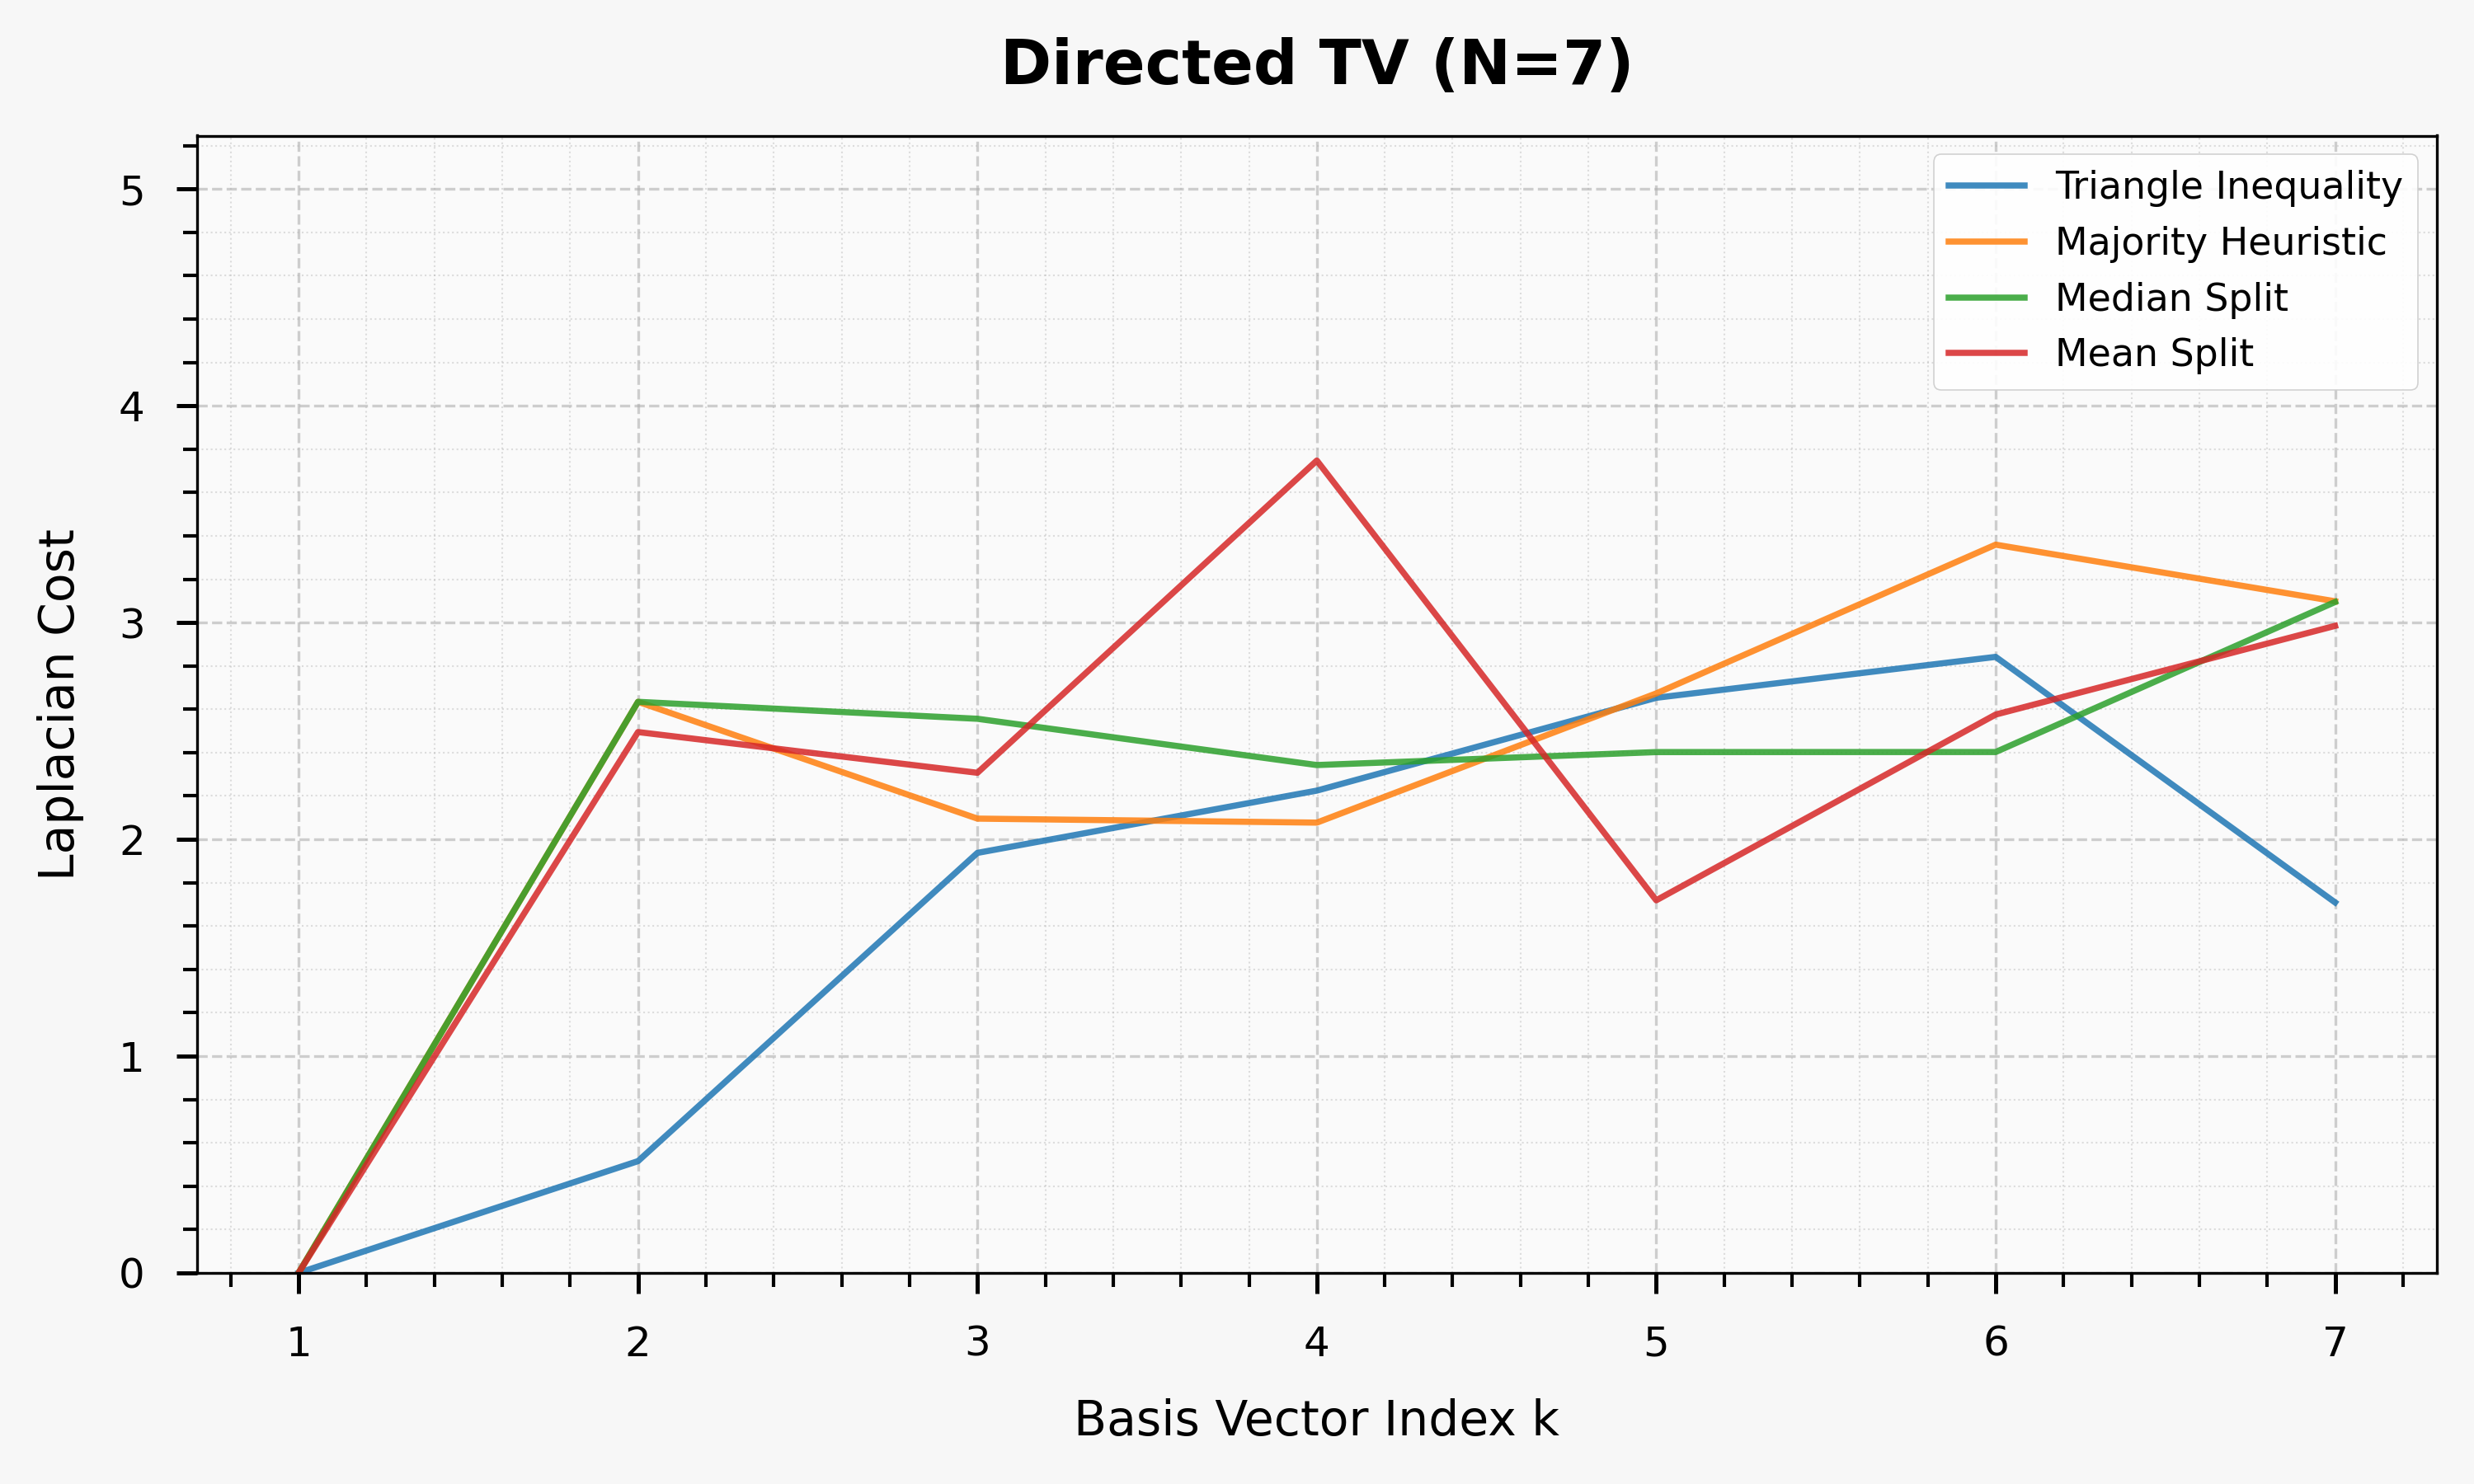 Directed TV (N=7)
Triangle Inequality
Majority Heuristic
Median Split
Mean Split
Laplacian Cost
5
4
3
2
1
0
1 2 3 4 5 6 7
Basis Vector Index k